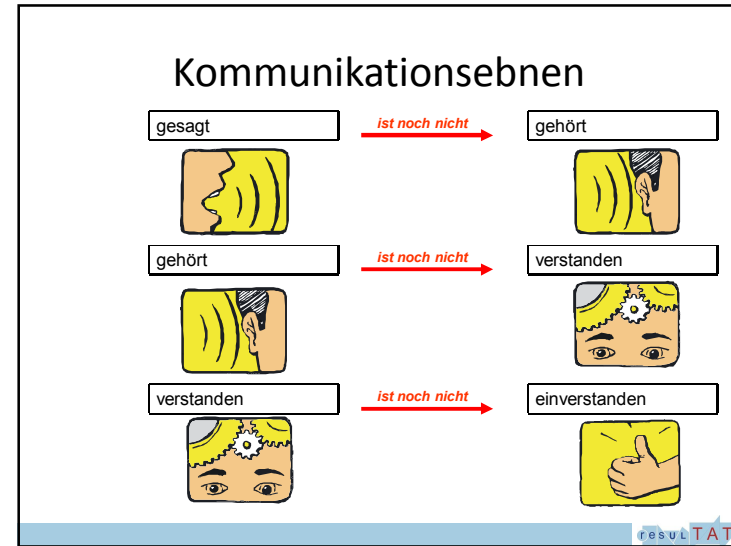 Kommunikationsebnen
gesagt ist noch nicht gehört
gehört ist noch nicht verstanden
verstanden ist noch nicht einverstanden
resulTAT